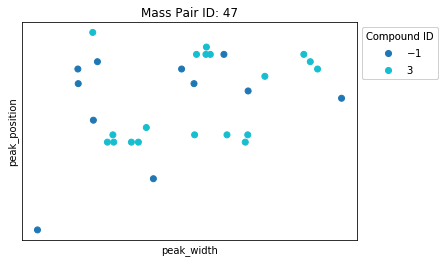 Mass Pair ID: 47
Compound ID
−1
3
peak_position
peak_width